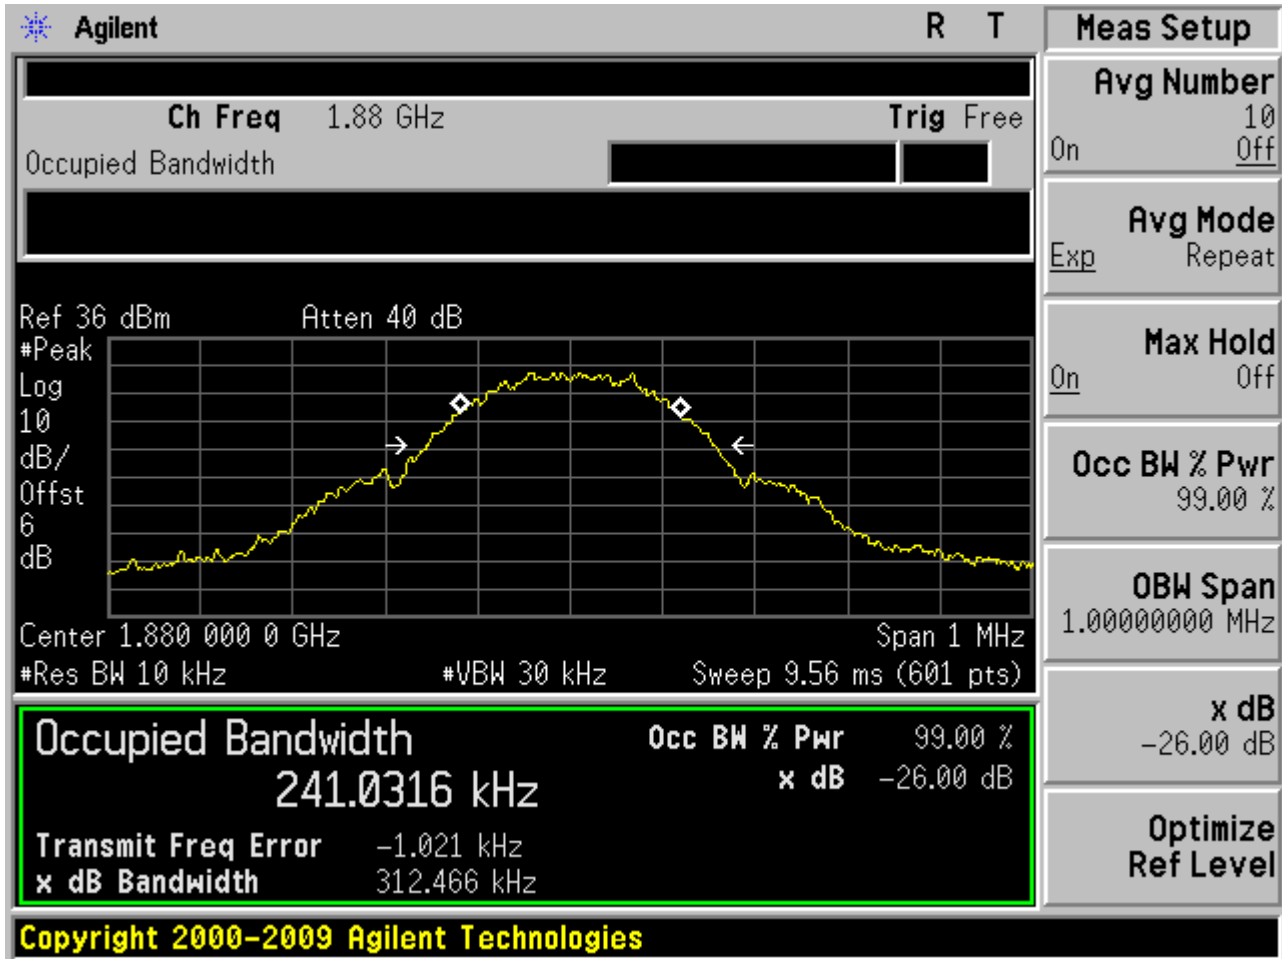 Agilent R T
Meas Setup
Ch Freq 1.88 GHz Trig Free
Occupied Bandwidth
Ref 36 dBm Atten 40 dB
#Peak
Log
10
dB/
Offst
6
dB
Center 1.880 000 0 GHz Span 1 MHz
#Res BW 10 kHz #VBW 30 kHz Sweep 9.56 ms (601 pts)
Occupied Bandwidth Occ BW % Pwr 99.00 %
241.0316 kHz x dB -26.00 dB
Transmit Freq Error -1.021 kHz
x dB Bandwidth 312.466 kHz
Avg Number
10
On Off
Avg Mode
Exp Repeat
Max Hold
On Off
Occ BW % Pwr
99.00 %
OBW Span
1.00000000 MHz
x dB
-26.00 dB
Optimize
Ref Level
Copyright 2000-2009 Agilent Technologies